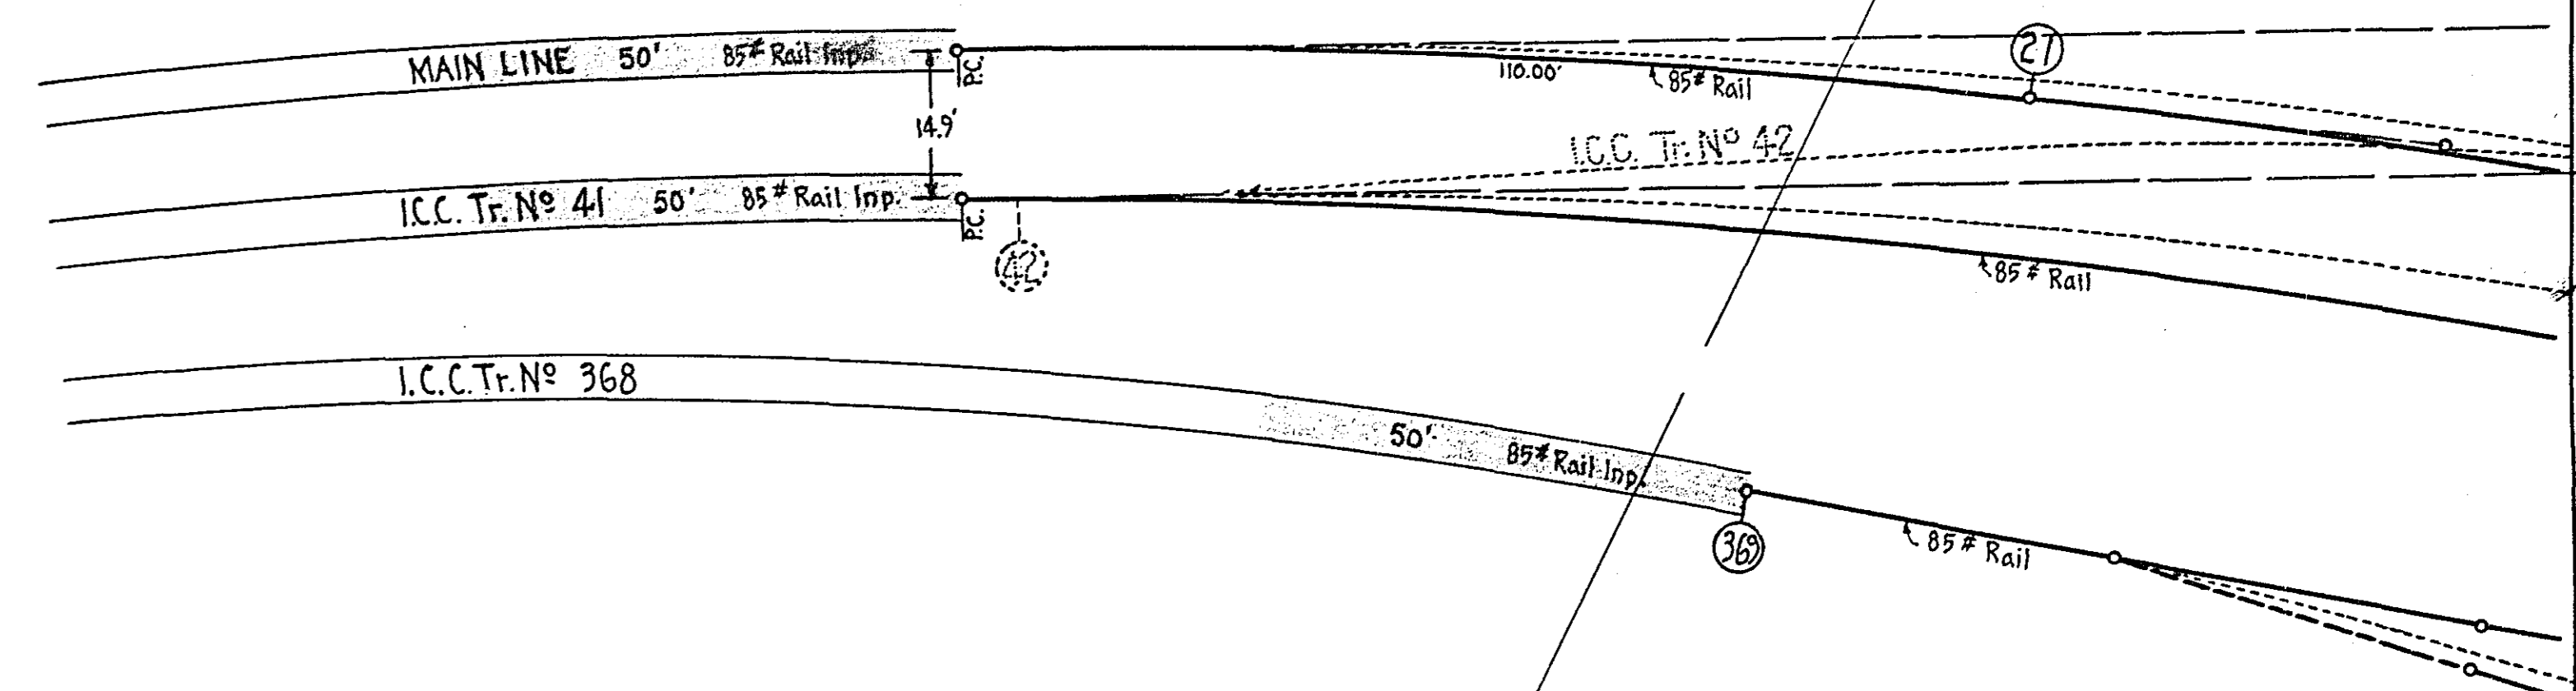 MAIN LINE 50' 85# Rail Inp.
P.C.
14.9'
110.00'
85# Rail
27
I.C.C. Tr. Nº 42
I.C.C. Tr. Nº 41 50' 85# Rail Inp.
P.C.
42
85# Rail
I.C.C. Tr. Nº 368
50' 85# Rail Inp.
369
85# Rail